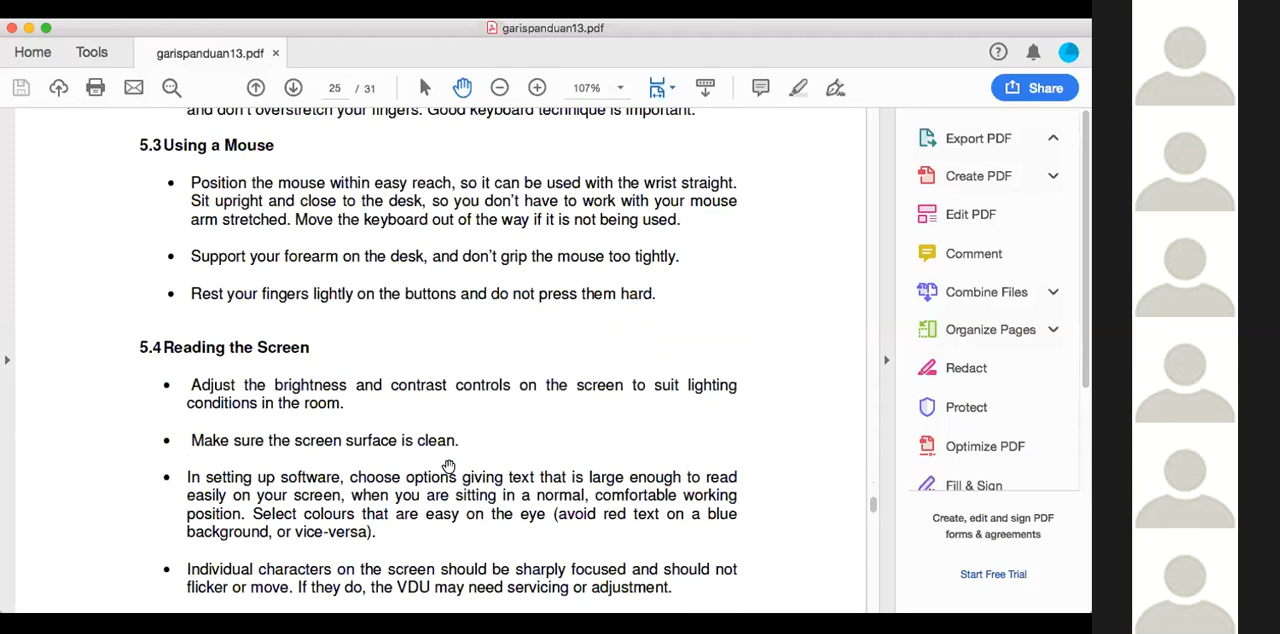 garispanduan13.pdf
Home Tools garispanduan13.pdf ×
25 / 31 107% Share
and don't overstretch your fingers. Good keyboard technique is important.
5.3 Using a Mouse
• Position the mouse within easy reach, so it can be used with the wrist straight.
Sit upright and close to the desk, so you don't have to work with your mouse
arm stretched. Move the keyboard out of the way if it is not being used.
• Support your forearm on the desk, and don't grip the mouse too tightly.
• Rest your fingers lightly on the buttons and do not press them hard.
5.4 Reading the Screen
• Adjust the brightness and contrast controls on the screen to suit lighting
conditions in the room.
• Make sure the screen surface is clean.
• In setting up software, choose options giving text that is large enough to read
easily on your screen, when you are sitting in a normal, comfortable working
position. Select colours that are easy on the eye (avoid red text on a blue
background, or vice-versa).
• Individual characters on the screen should be sharply focused and should not
flicker or move. If they do, the VDU may need servicing or adjustment.
Export PDF
Create PDF
Edit PDF
Comment
Combine Files
Organize Pages
Redact
Protect
Optimize PDF
Fill & Sign
Create, edit and sign PDF
forms & agreements
Start Free Trial